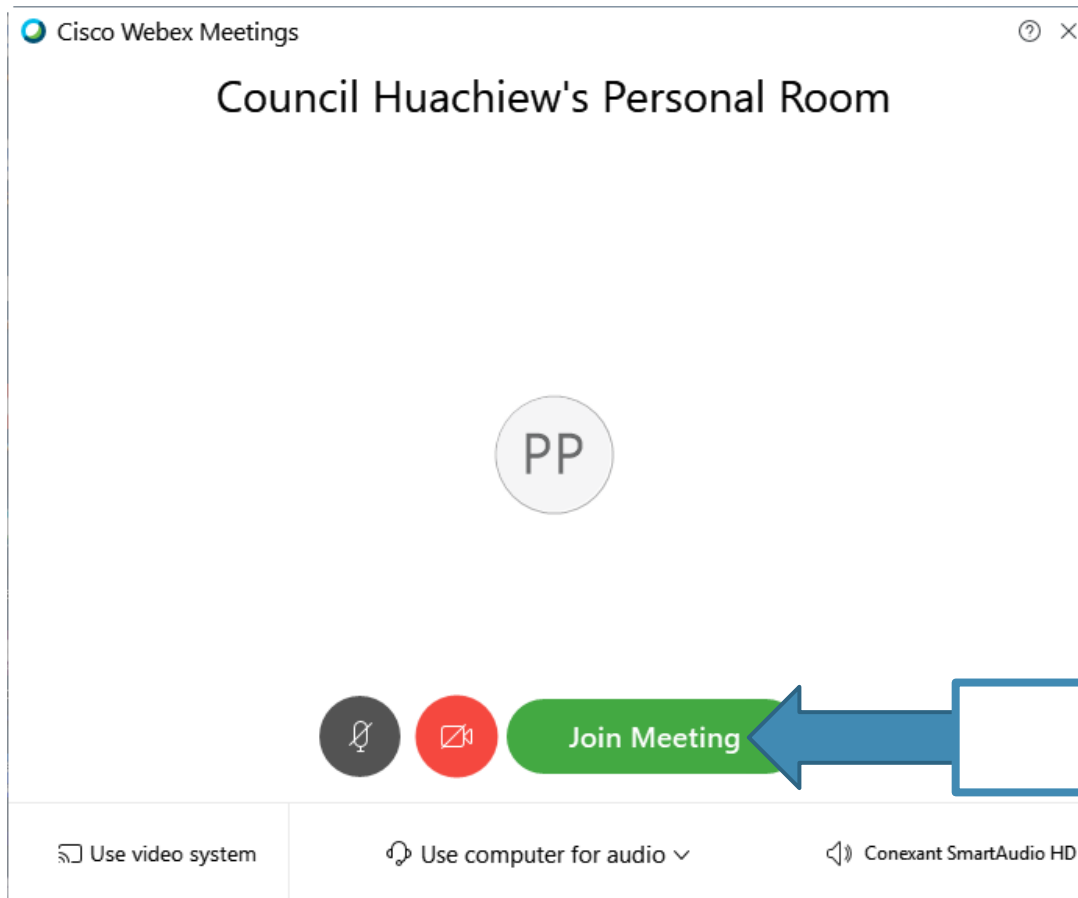 Cisco Webex Meetings
Council Huachiew's Personal Room
PP
Join Meeting
Use video system
Use computer for audio
Conexant SmartAudio HD